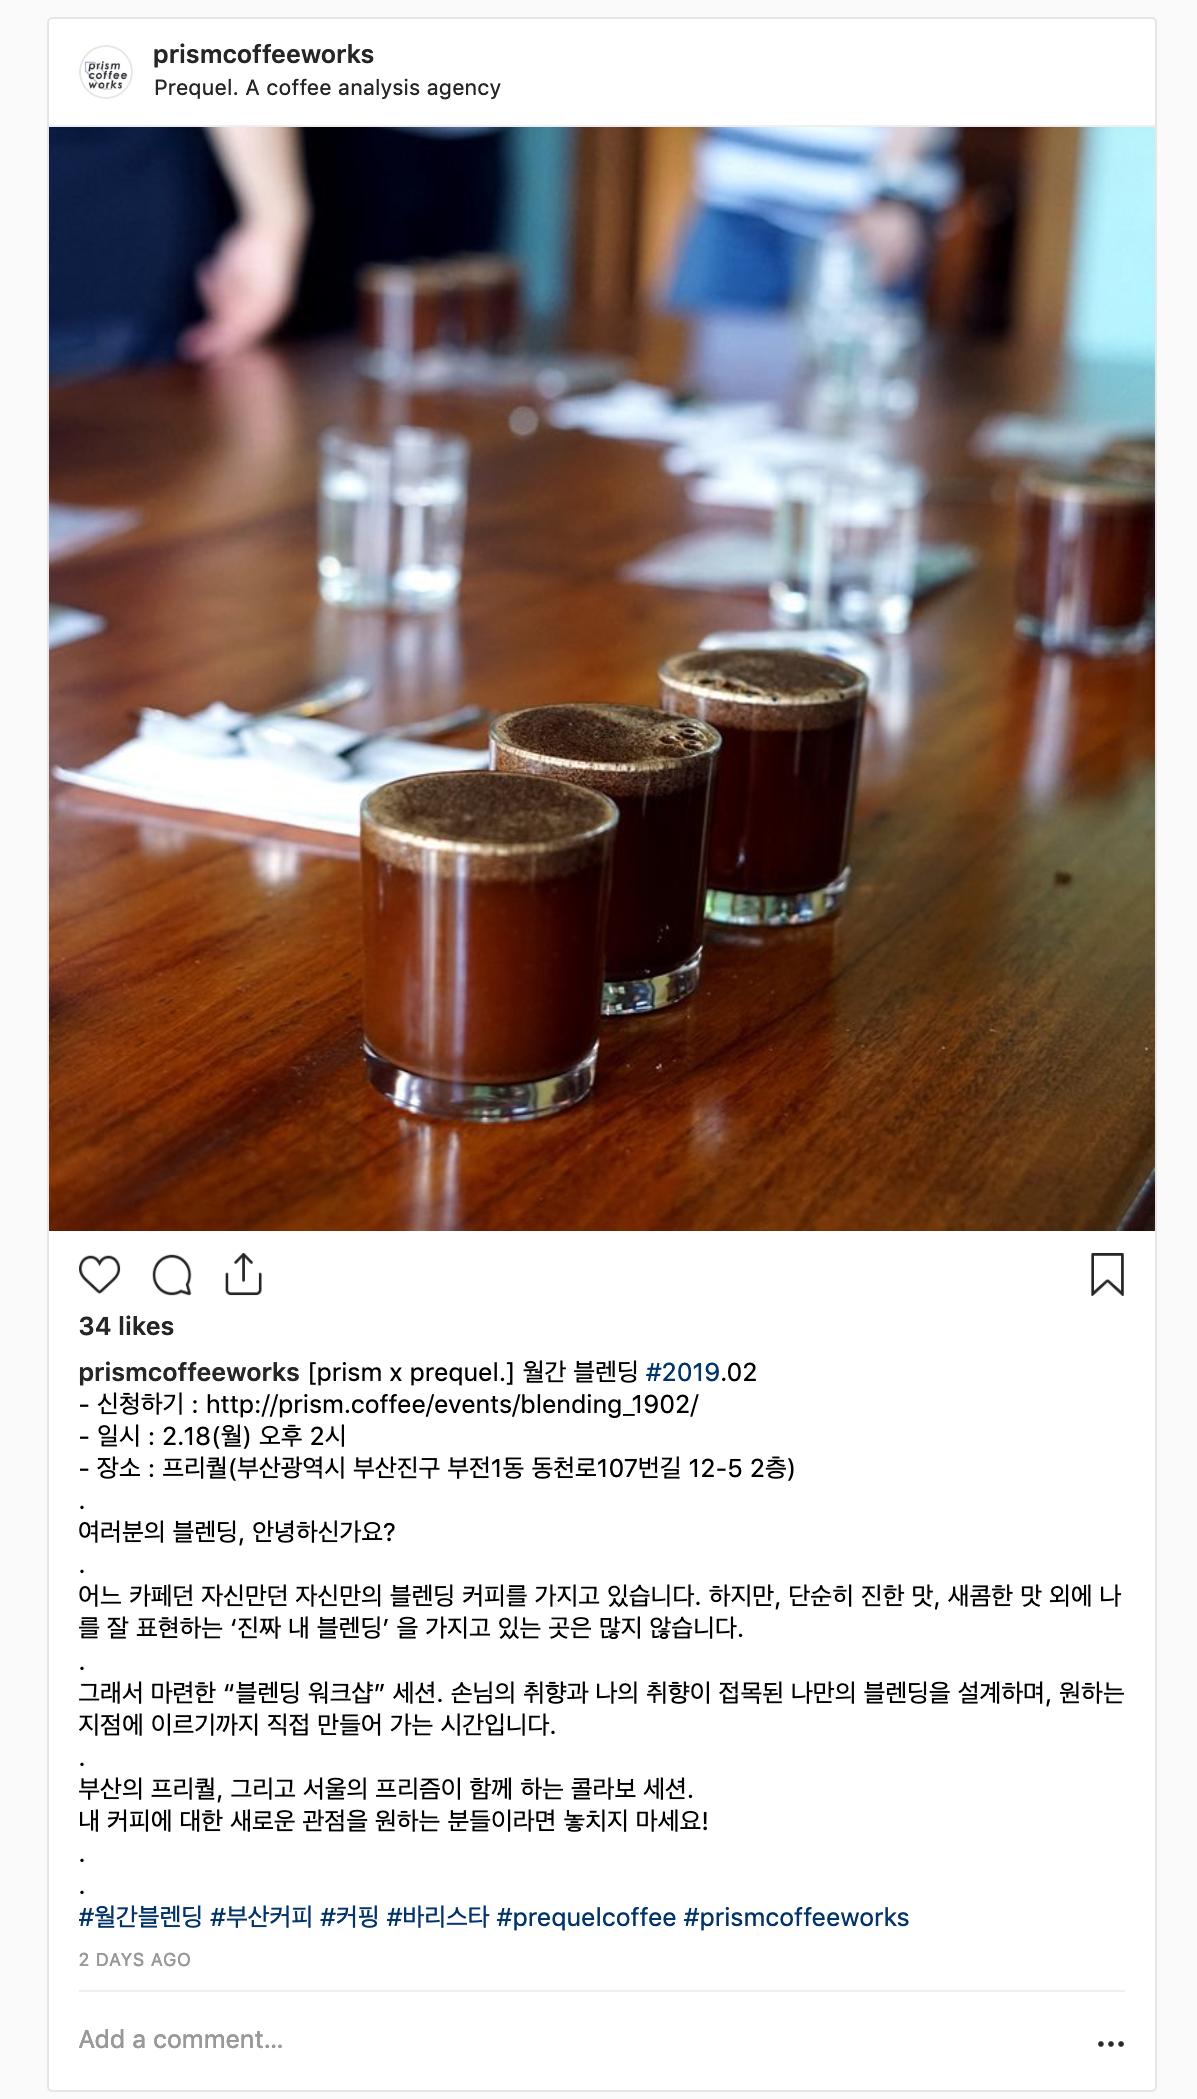 prism
coffee
works
prismcoffeeworks
Prequel. A coffee analysis agency
34 likes
prismcoffeeworks [prism x prequel.] 월간 블렌딩 #2019.02
- 신청하기 : http://prism.coffee/events/blending_1902/
- 일시 : 2.18(월) 오후 2시
- 장소 : 프리퀄(부산광역시 부산진구 부전1동 동천로107번길 12-5 2층)
.
여러분의 블렌딩, 안녕하신가요?
.
어느 카페던 자신만던 자신만의 블렌딩 커피를 가지고 있습니다. 하지만, 단순히 진한 맛, 새콤한 맛 외에 나
를 잘 표현하는 ‘진짜 내 블렌딩’ 을 가지고 있는 곳은 많지 않습니다.
.
그래서 마련한 “블렌딩 워크샵” 세션. 손님의 취향과 나의 취향이 접목된 나만의 블렌딩을 설계하며, 원하는
지점에 이르기까지 직접 만들어 가는 시간입니다.
.
부산의 프리퀄, 그리고 서울의 프리즘이 함께 하는 콜라보 세션.
내 커피에 대한 새로운 관점을 원하는 분들이라면 놓치지 마세요!
.
.
#월간블렌딩 #부산커피 #커핑 #바리스타 #prequelcoffee #prismcoffeeworks
2 DAYS AGO
Add a comment...